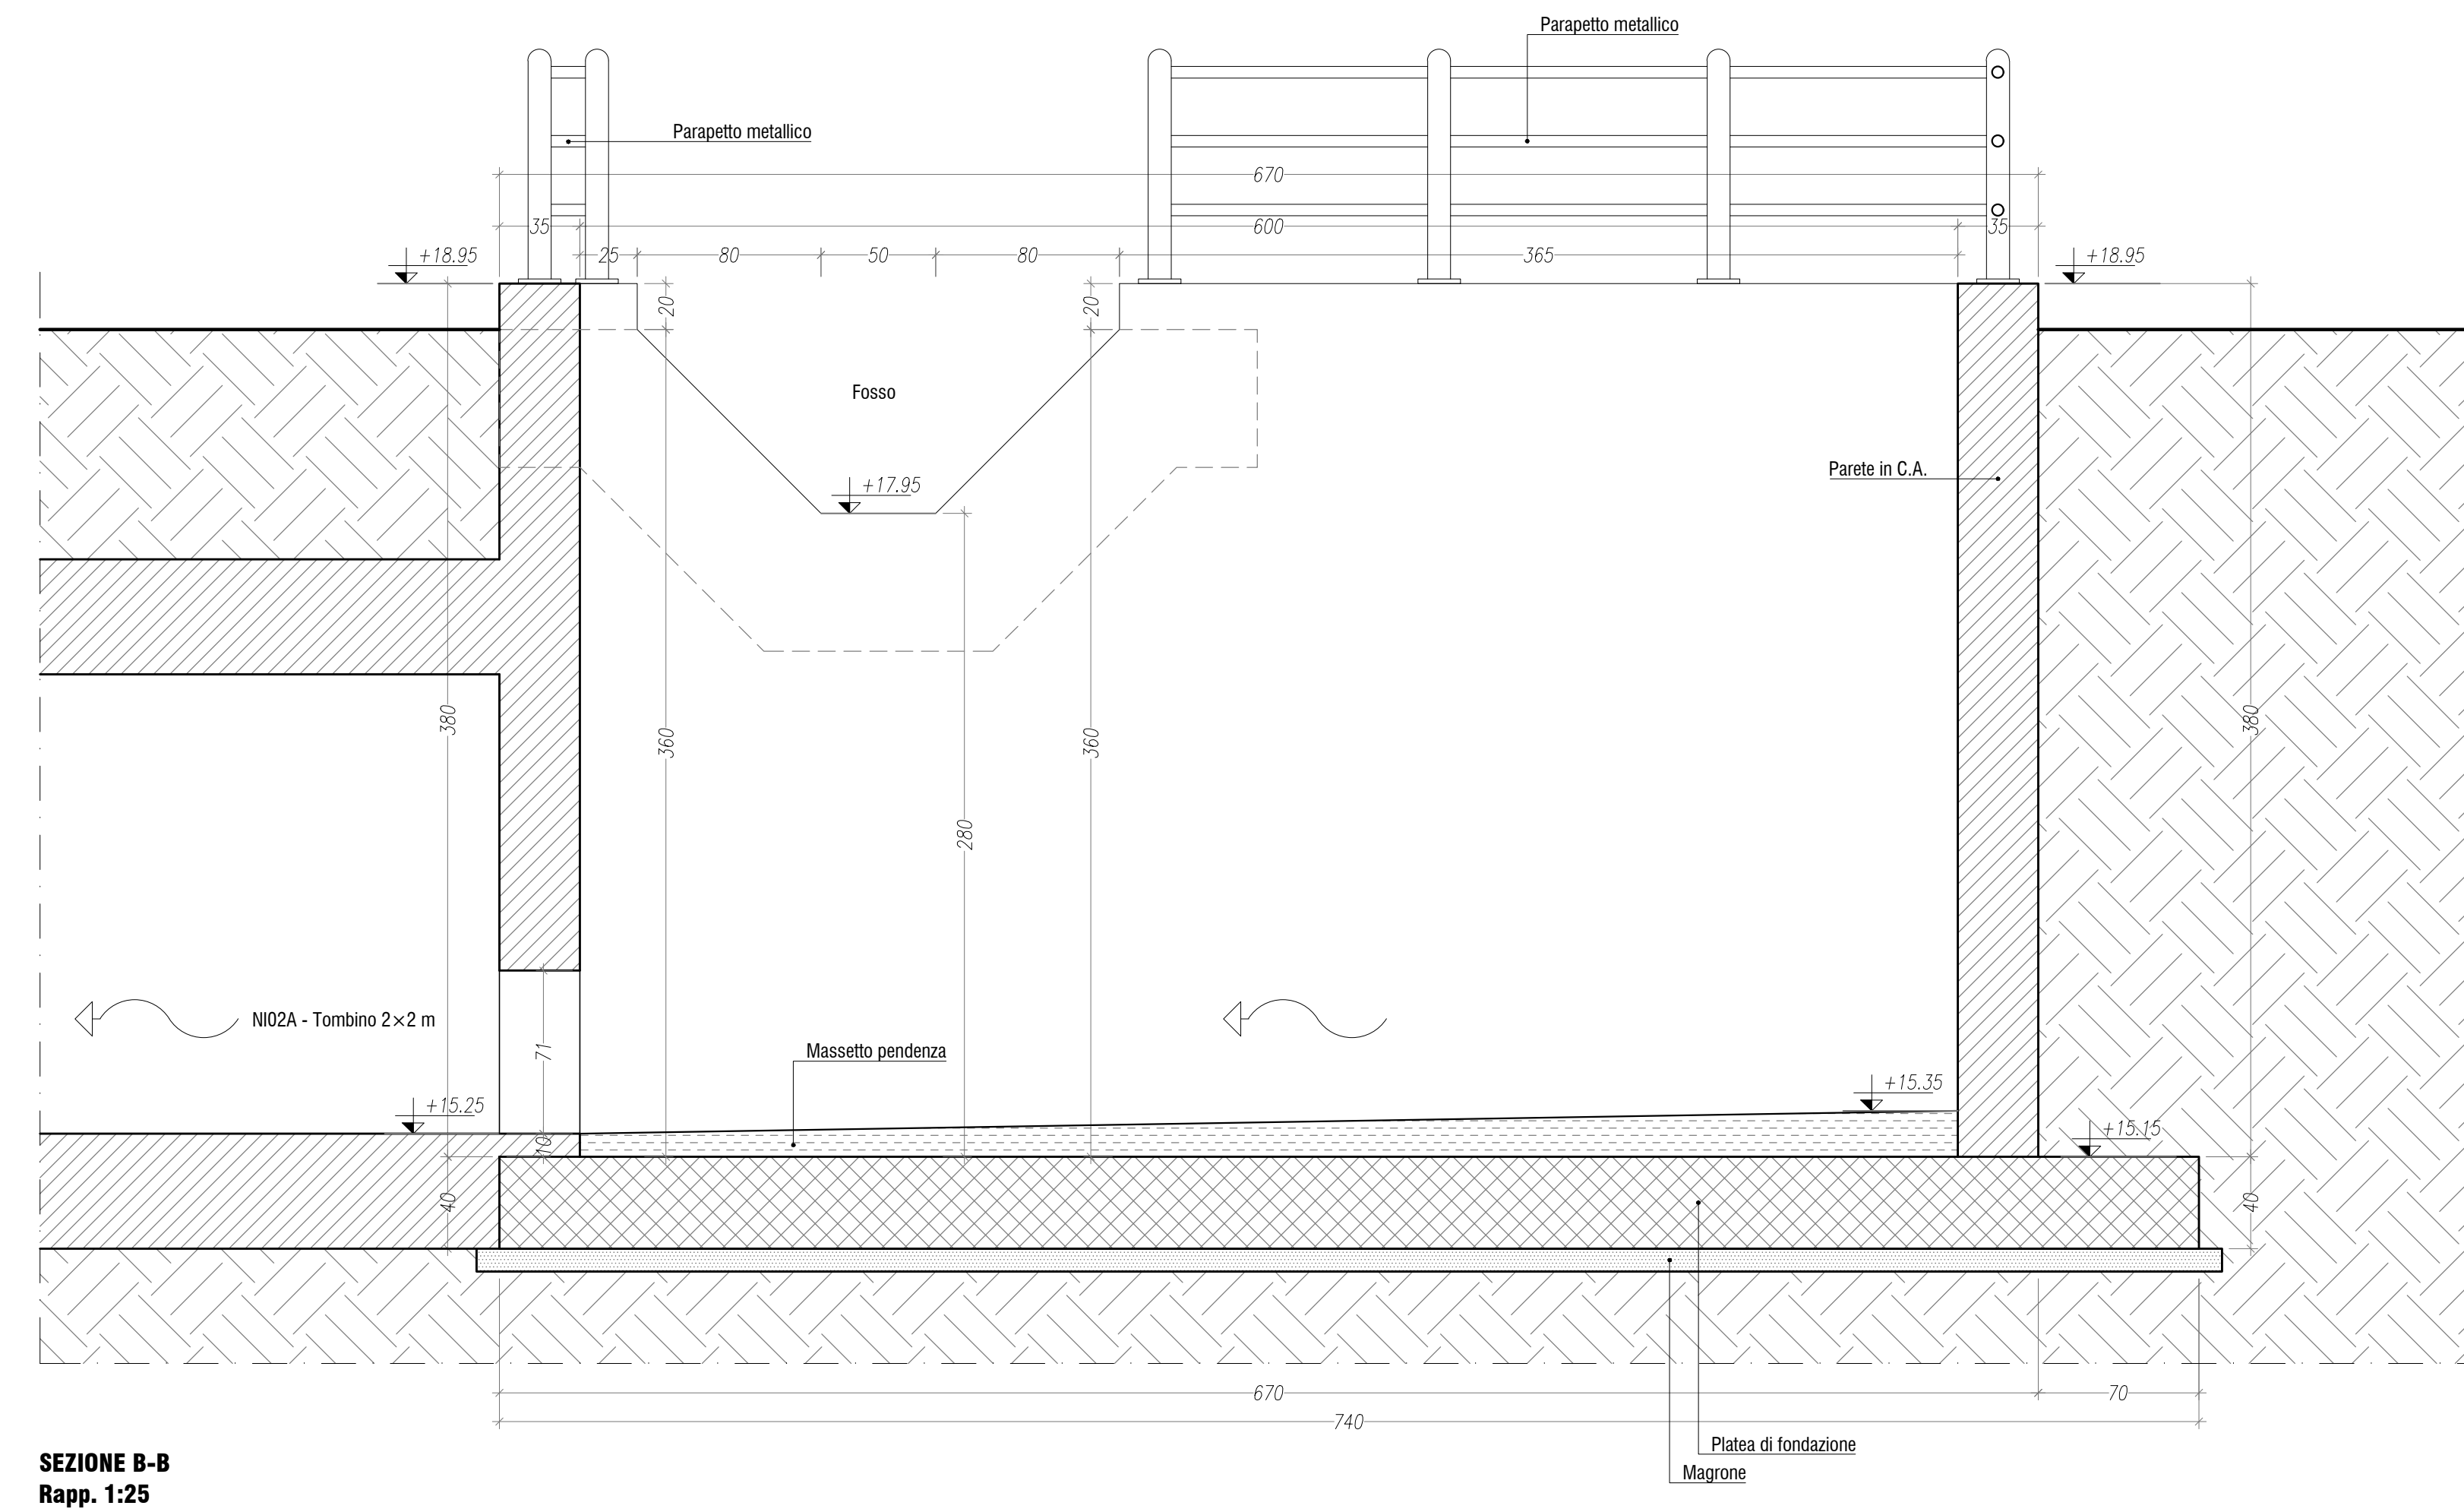 Parapetto metallico
Parapetto metallico
670
35
600
35
25
80
50
80
365
+18.95
+18.95
20
20
Fosso
Parete in C.A.
+17.95
380
360
360
380
280
NI02A - Tombino 2×2 m
71
Massetto pendenza
+15.35
+15.25
+15.15
10
40
40
670
70
740
Platea di fondazione
Magrone
SEZIONE B-B
Rapp. 1:25